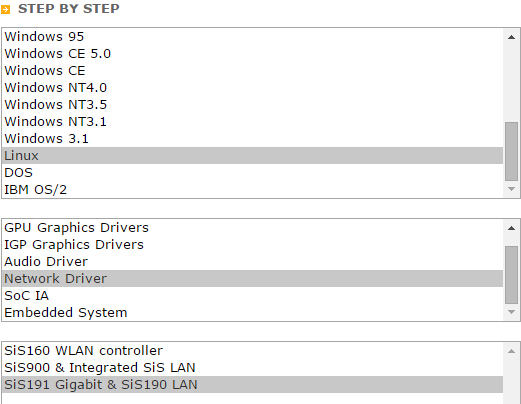 STEP BY STEP
Windows 95
Windows CE 5.0
Windows CE
Windows NT4.0
Windows NT3.5
Windows NT3.1
Windows 3.1
Linux
DOS
IBM OS/2
GPU Graphics Drivers
IGP Graphics Drivers
Audio Driver
Network Driver
SoC IA
Embedded System
SiS160 WLAN controller
SiS900 & Integrated SiS LAN
SiS191 Gigabit & SiS190 LAN